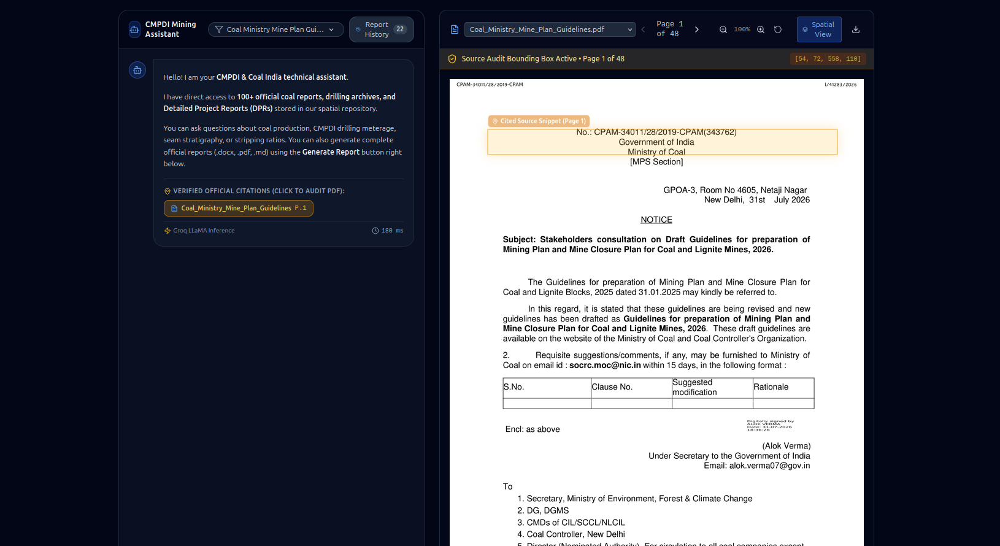 CMPDI Mining
Assistant
Coal Ministry Mine Plan Gui...
Report
History
22
Hello! I am your CMPDI & Coal India technical assistant.
I have direct access to 100+ official coal reports, drilling archives, and
Detailed Project Reports (DPRs) stored in our spatial repository.
You can ask questions about coal production, CMPDI drilling meterage,
seam stratigraphy, or stripping ratios. You can also generate complete
official reports (.docx, .pdf, .md) using the Generate Report button right
below.
VERIFIED OFFICIAL CITATIONS (CLICK TO AUDIT PDF):
Coal_Ministry_Mine_Plan_Guidelines P.1
Groq LLaMA Inference
180 ms
Coal_Ministry_Mine_Plan_Guidelines.pdf
Page 1
of 48
100%
Spatial
View
Source Audit Bounding Box Active • Page 1 of 48
[54, 72, 558, 110]
CPAM-34011/28/2019-CPAM
I/41283/2026
Cited Source Snippet (Page 1)
No.: CPAM-34011/28/2019-CPAM(343762)
Government of India
Ministry of Coal
[MPS Section]
GPOA-3, Room No 4605, Netaji Nagar
New Delhi, 31st July 2026
NOTICE
Subject: Stakeholders consultation on Draft Guidelines for preparation of
Mining Plan and Mine Closure Plan for Coal and Lignite Mines, 2026.
The Guidelines for preparation of Mining Plan and Mine Closure Plan for
Coal and Lignite Blocks, 2025 dated 31.01.2025 may kindly be referred to.
In this regard, it is stated that these guidelines are being revised and new
guidelines has been drafted as Guidelines for preparation of Mining Plan and
Mine Closure Plan for Coal and Lignite Mines, 2026. These draft guidelines are
available on the website of the Ministry of Coal and Coal Controller's Organization.
2. Requisite suggestions/comments, if any, may be furnished to Ministry of
Coal on email id : socrc.moc@nic.in within 15 days, in the following format :
S.No.
Clause No.
Suggested
modification
Rationale
Encl: as above
Digitally signed by
ALOK VERMA
Date: 31-07-2026
18:36:28
(Alok Verma)
Under Secretary to the Government of India
Email: alok.verma07@gov.in
To
1. Secretary, Ministry of Environment, Forest & Climate Change
2. DG, DGMS
3. CMDs of CIL/SCCL/NLCIL
4. Coal Controller, New Delhi
5. Director (Nominated Authority)- For circulation to all coal companies except